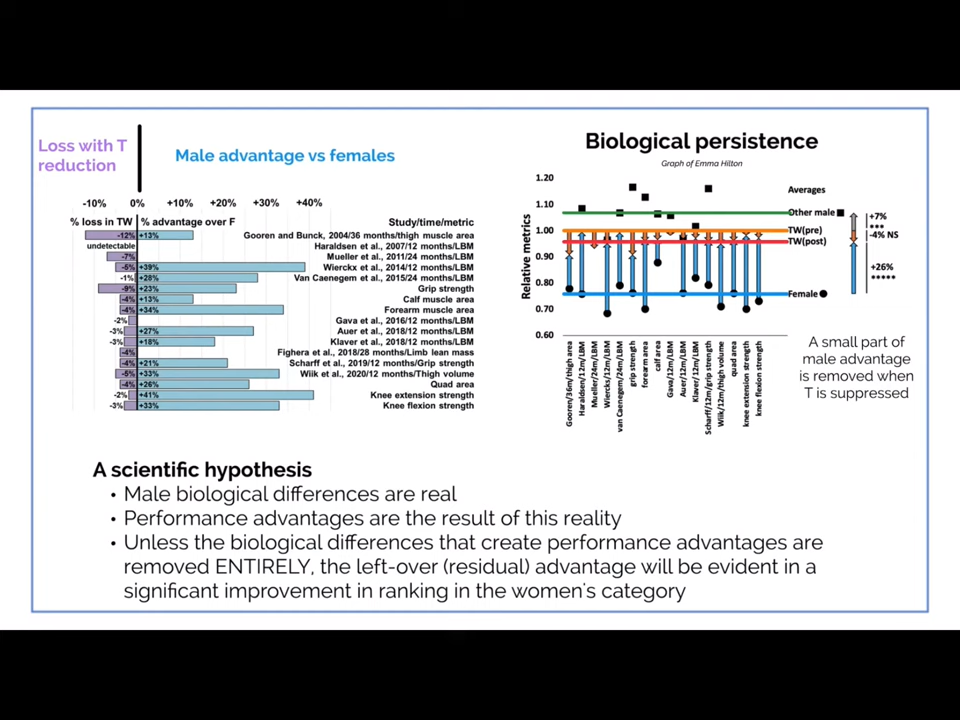 Loss with T
reduction
Male advantage vs females
-10% 0% +10% +20% +30% +40%
% loss in TW % advantage over F Study/time/metric
-12% +13% Gooren and Bunck, 2004/36 months/thigh muscle area
undetectable Haraldsen et al., 2007/12 months/LBM
-7% Mueller et al., 2011/24 months/LBM
-5% +39% Wierckx et al., 2014/12 months/LBM
-1% +28% Van Caenegem et al., 2015/24 months/LBM
-9% +23% Grip strength
-4% +13% Calf muscle area
-4% +34% Forearm muscle area
-2% Gava et al., 2016/12 months/LBM
-3% +27% Auer et al., 2018/12 months/LBM
-3% +18% Klaver et al., 2018/12 months/LBM
-4% Fighera et al., 2018/28 months/Limb lean mass
-4% +21% Scharff et al., 2019/12 months/Grip strength
-5% +33% Wiik et al., 2020/12 months/Thigh volume
-4% +26% Quad area
-2% +41% Knee extension strength
-3% +33% Knee flexion strength
Biological persistence
Graph of Emma Hilton
Relative metrics
1.20
1.10
1.00
0.90
0.80
0.70
0.60
Averages
Other male
TW(pre)
TW(post)
Female
+7%
***
-4% NS
+26%
*****
Gooren/36m/thigh area
Haraldsen/12m/LBM
Mueller/24m/LBM
Wiercks/12m/LBM
van Caenegem/24m/LBM
grip strength
forearm area
calf area
Gava/12m/LBM
Auer/12m/LBM
Klaver/12m/LBM
Scharff/12m/grip strength
Wiik/12m/thigh volume
quad area
knee extension strength
knee flexion strength
A small part of
male advantage
is removed when
T is suppressed
A scientific hypothesis
• Male biological differences are real
• Performance advantages are the result of this reality
• Unless the biological differences that create performance advantages are
removed ENTIRELY, the left-over (residual) advantage will be evident in a
significant improvement in ranking in the women's category